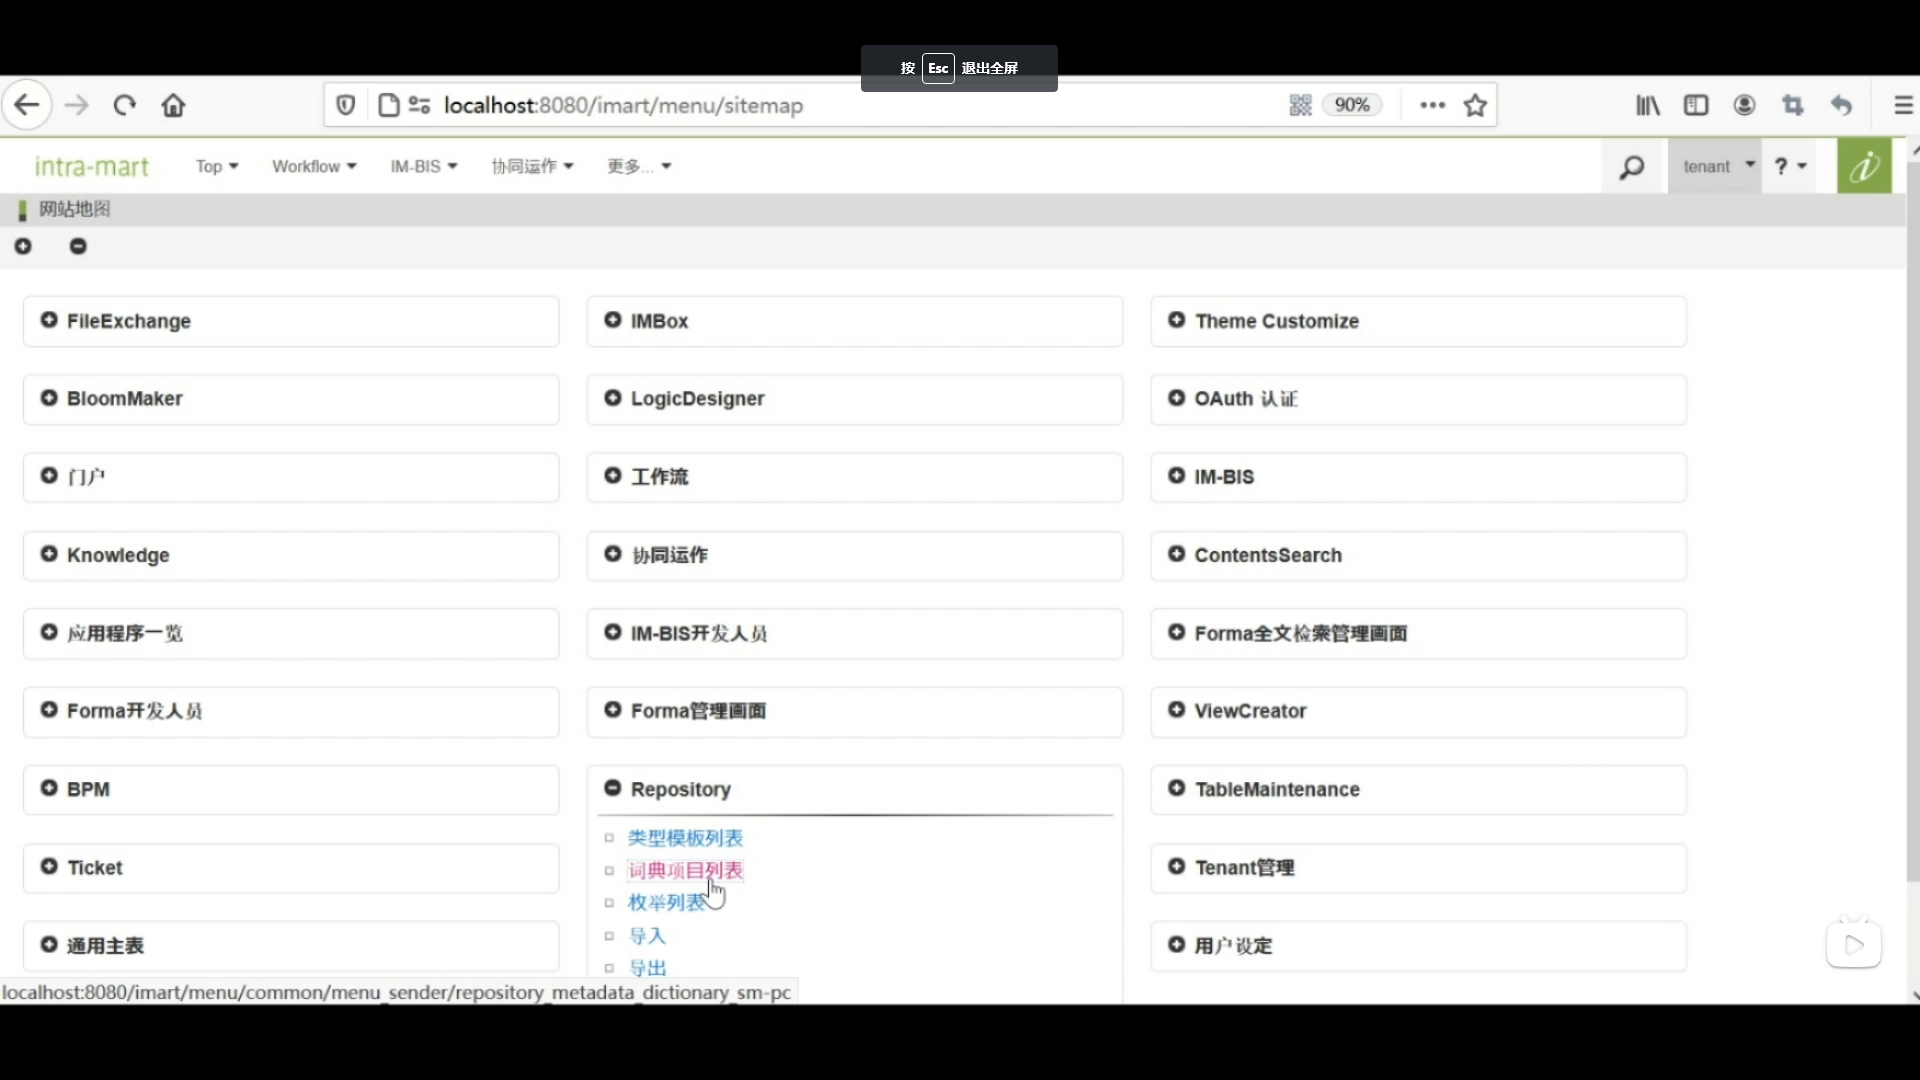 按 Esc 退出全屏
localhost:8080/imart/menu/sitemap 90%
intra-mart Top Workflow IM-BIS 协同运作 更多... tenant ?
网站地图
FileExchange IMBox Theme Customize
BloomMaker LogicDesigner OAuth 认证
门户 工作流 IM-BIS
Knowledge 协同运作 ContentsSearch
应用程序一览 IM-BIS开发人员 Forma全文检索管理画面
Forma开发人员 Forma管理画面 ViewCreator
BPM Repository TableMaintenance
类型模板列表
词典项目列表
Ticket Tenant管理
枚举列表
导入
通用主表 用户设定
导出
localhost:8080/imart/menu/common/menu_sender/repository_metadata_dictionary_sm-pc